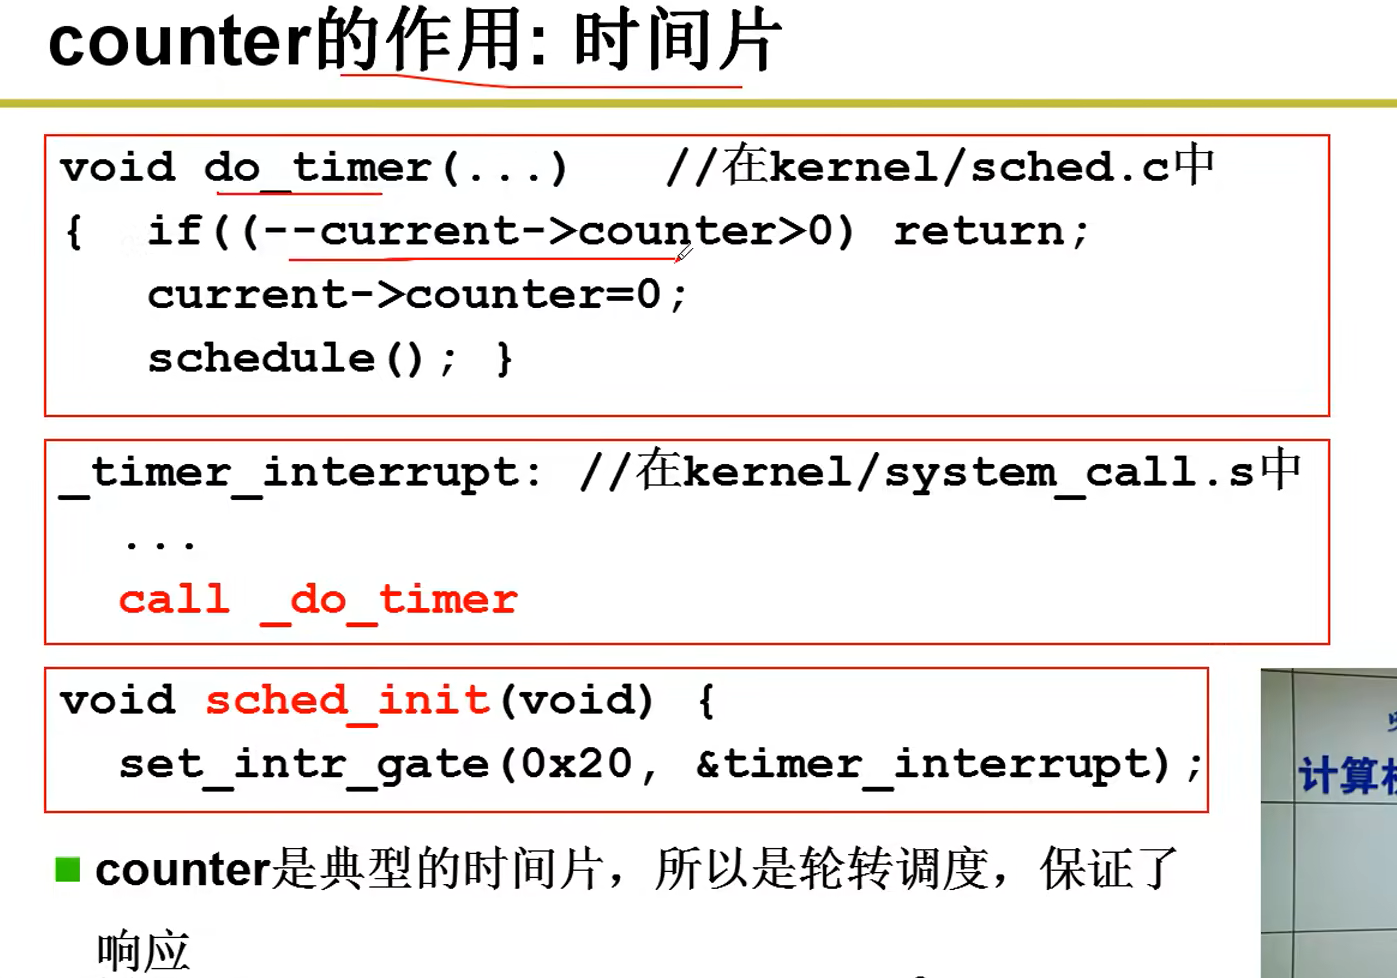 counter的作用: 时间片
void do_timer(...) //在kernel/sched.c中
{ if((--current->counter>0) return;
current->counter=0;
schedule(); }
_timer_interrupt: //在kernel/system_call.s中
...
call _do_timer
void sched_init(void) {
set_intr_gate(0x20, &timer_interrupt);
counter是典型的时间片，所以是轮转调度，保证了
响应
计算